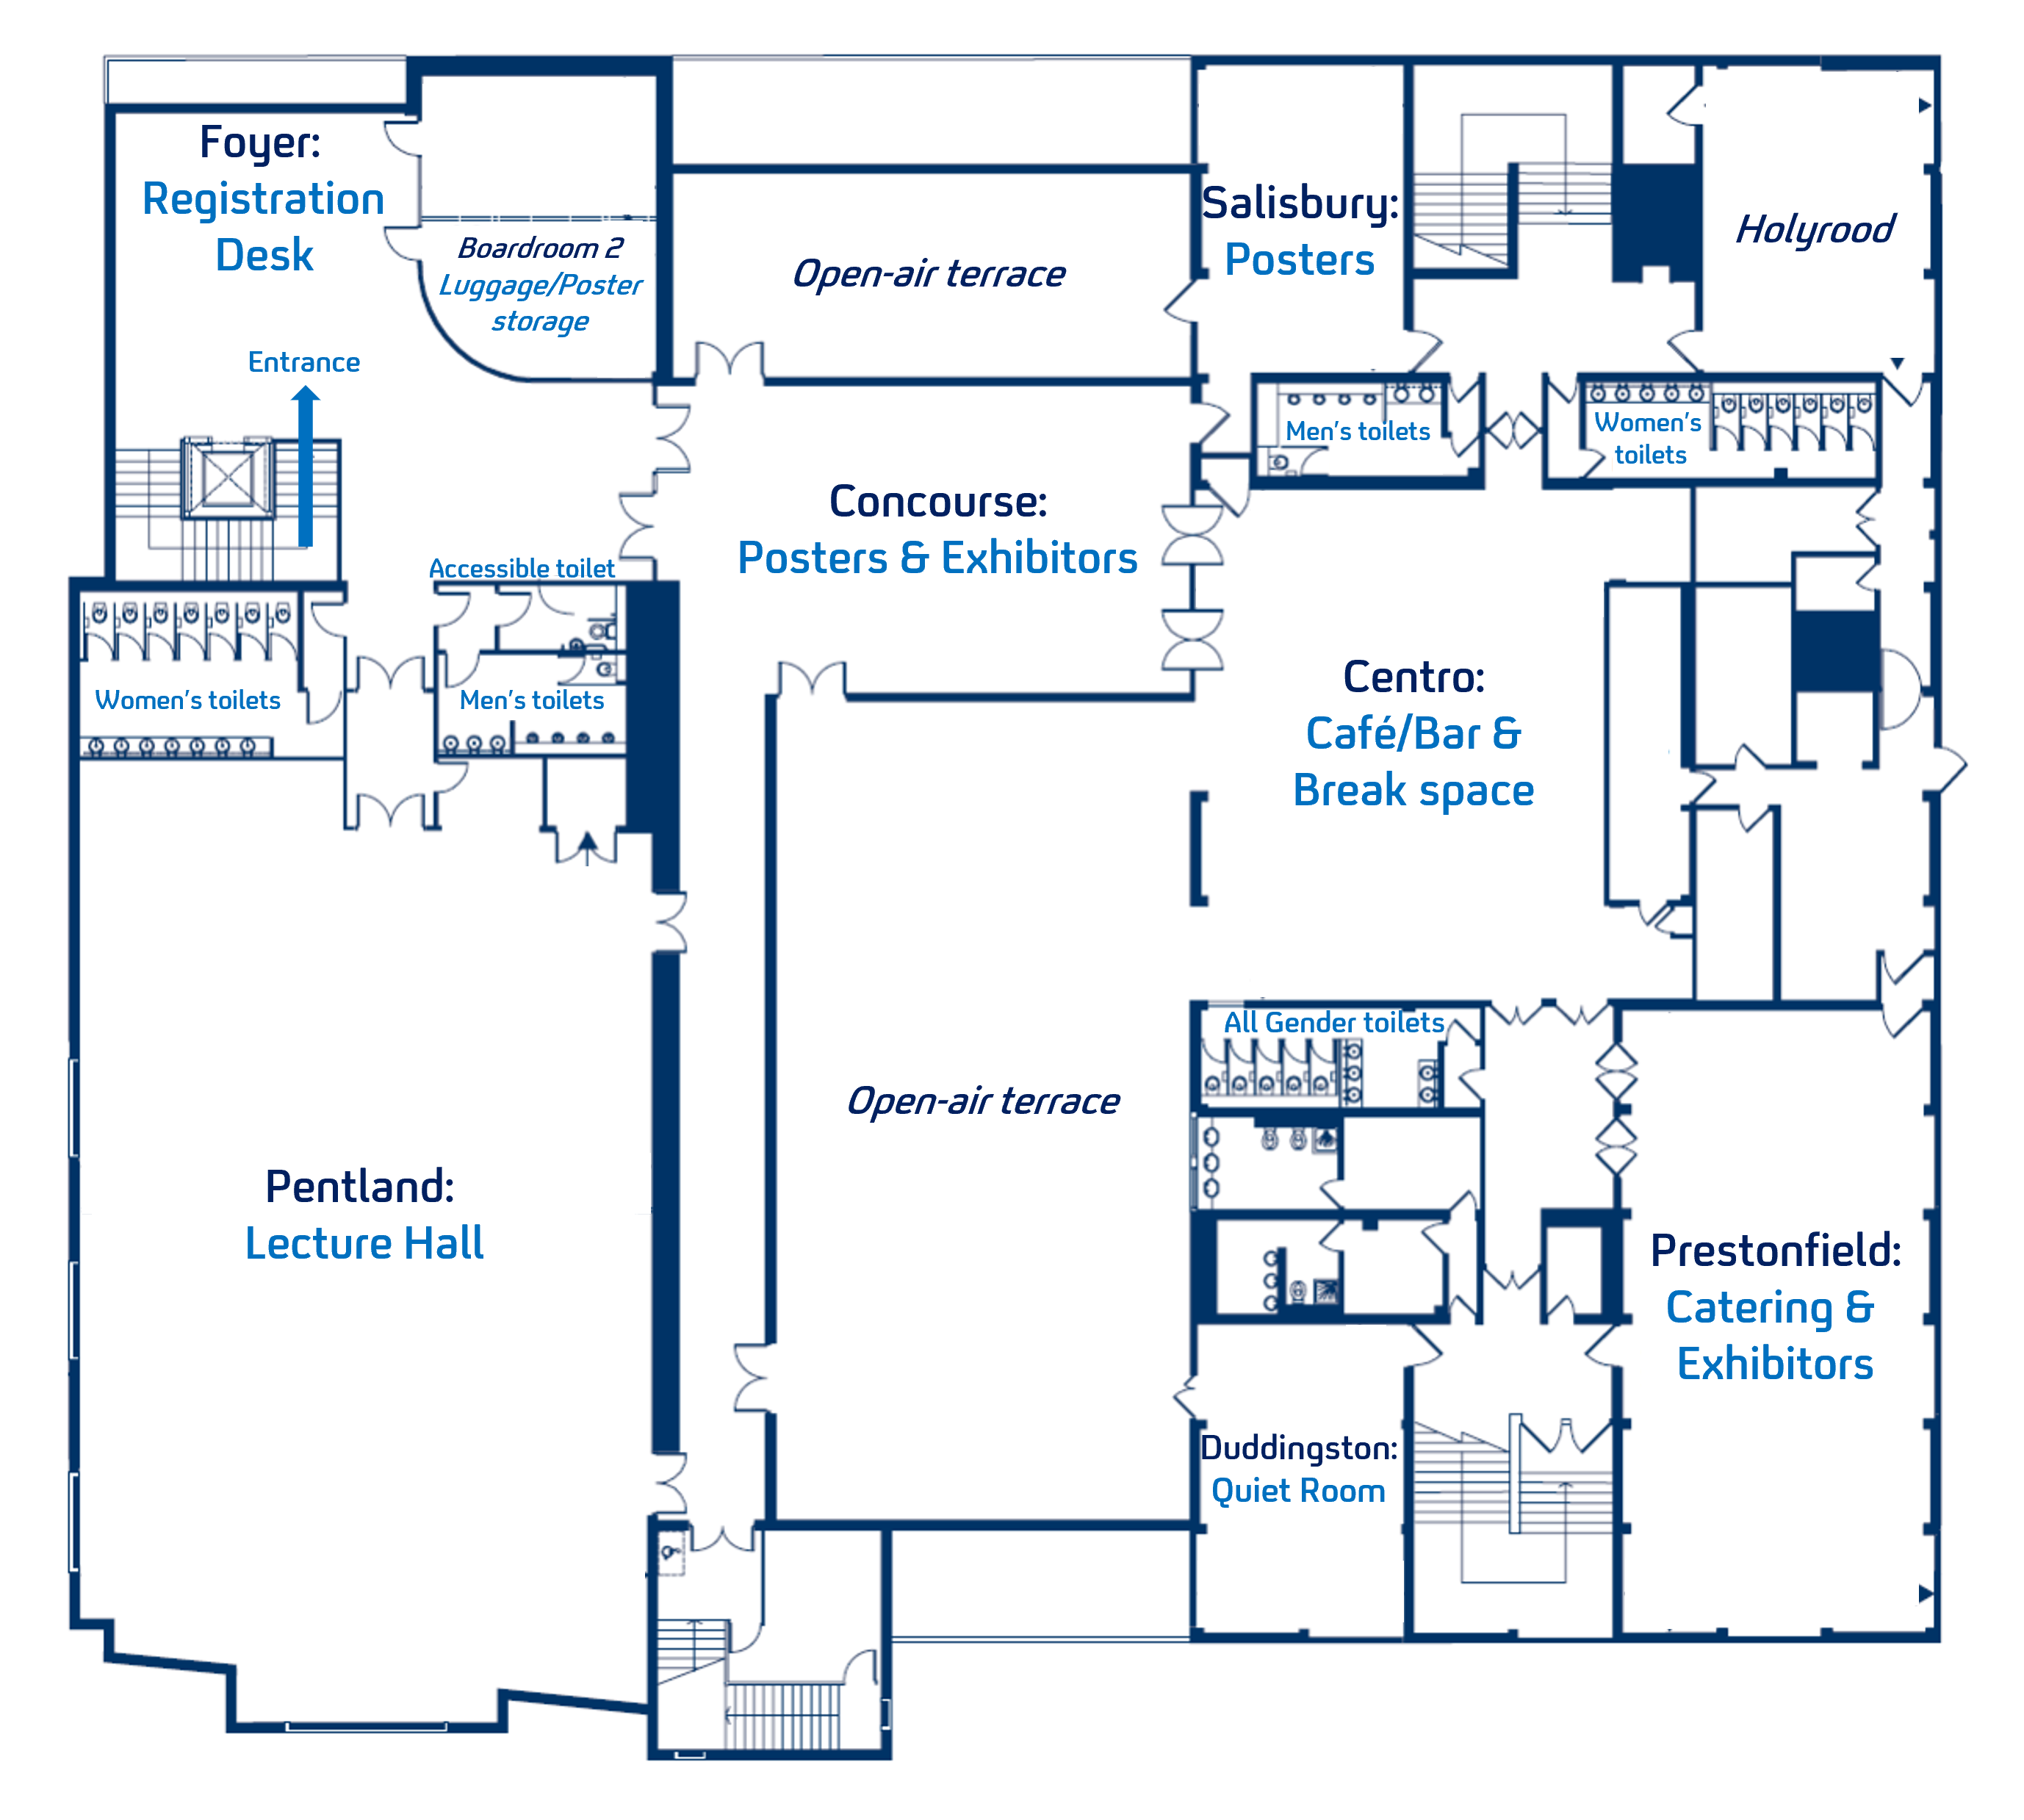 Foyer:
Registration
Desk
Boardroom 2
Luggage/Poster
storage
Entrance
Open-air terrace
Salisbury:
Posters
Holyrood
Men's toilets
Women's
toilets
Concourse:
Posters & Exhibitors
Accessible toilet
Women's toilets
Men's toilets
Centro:
Café/Bar &
Break space
All Gender toilets
Open-air terrace
Pentland:
Lecture Hall
Prestonfield:
Catering &
Exhibitors
Duddingston:
Quiet Room